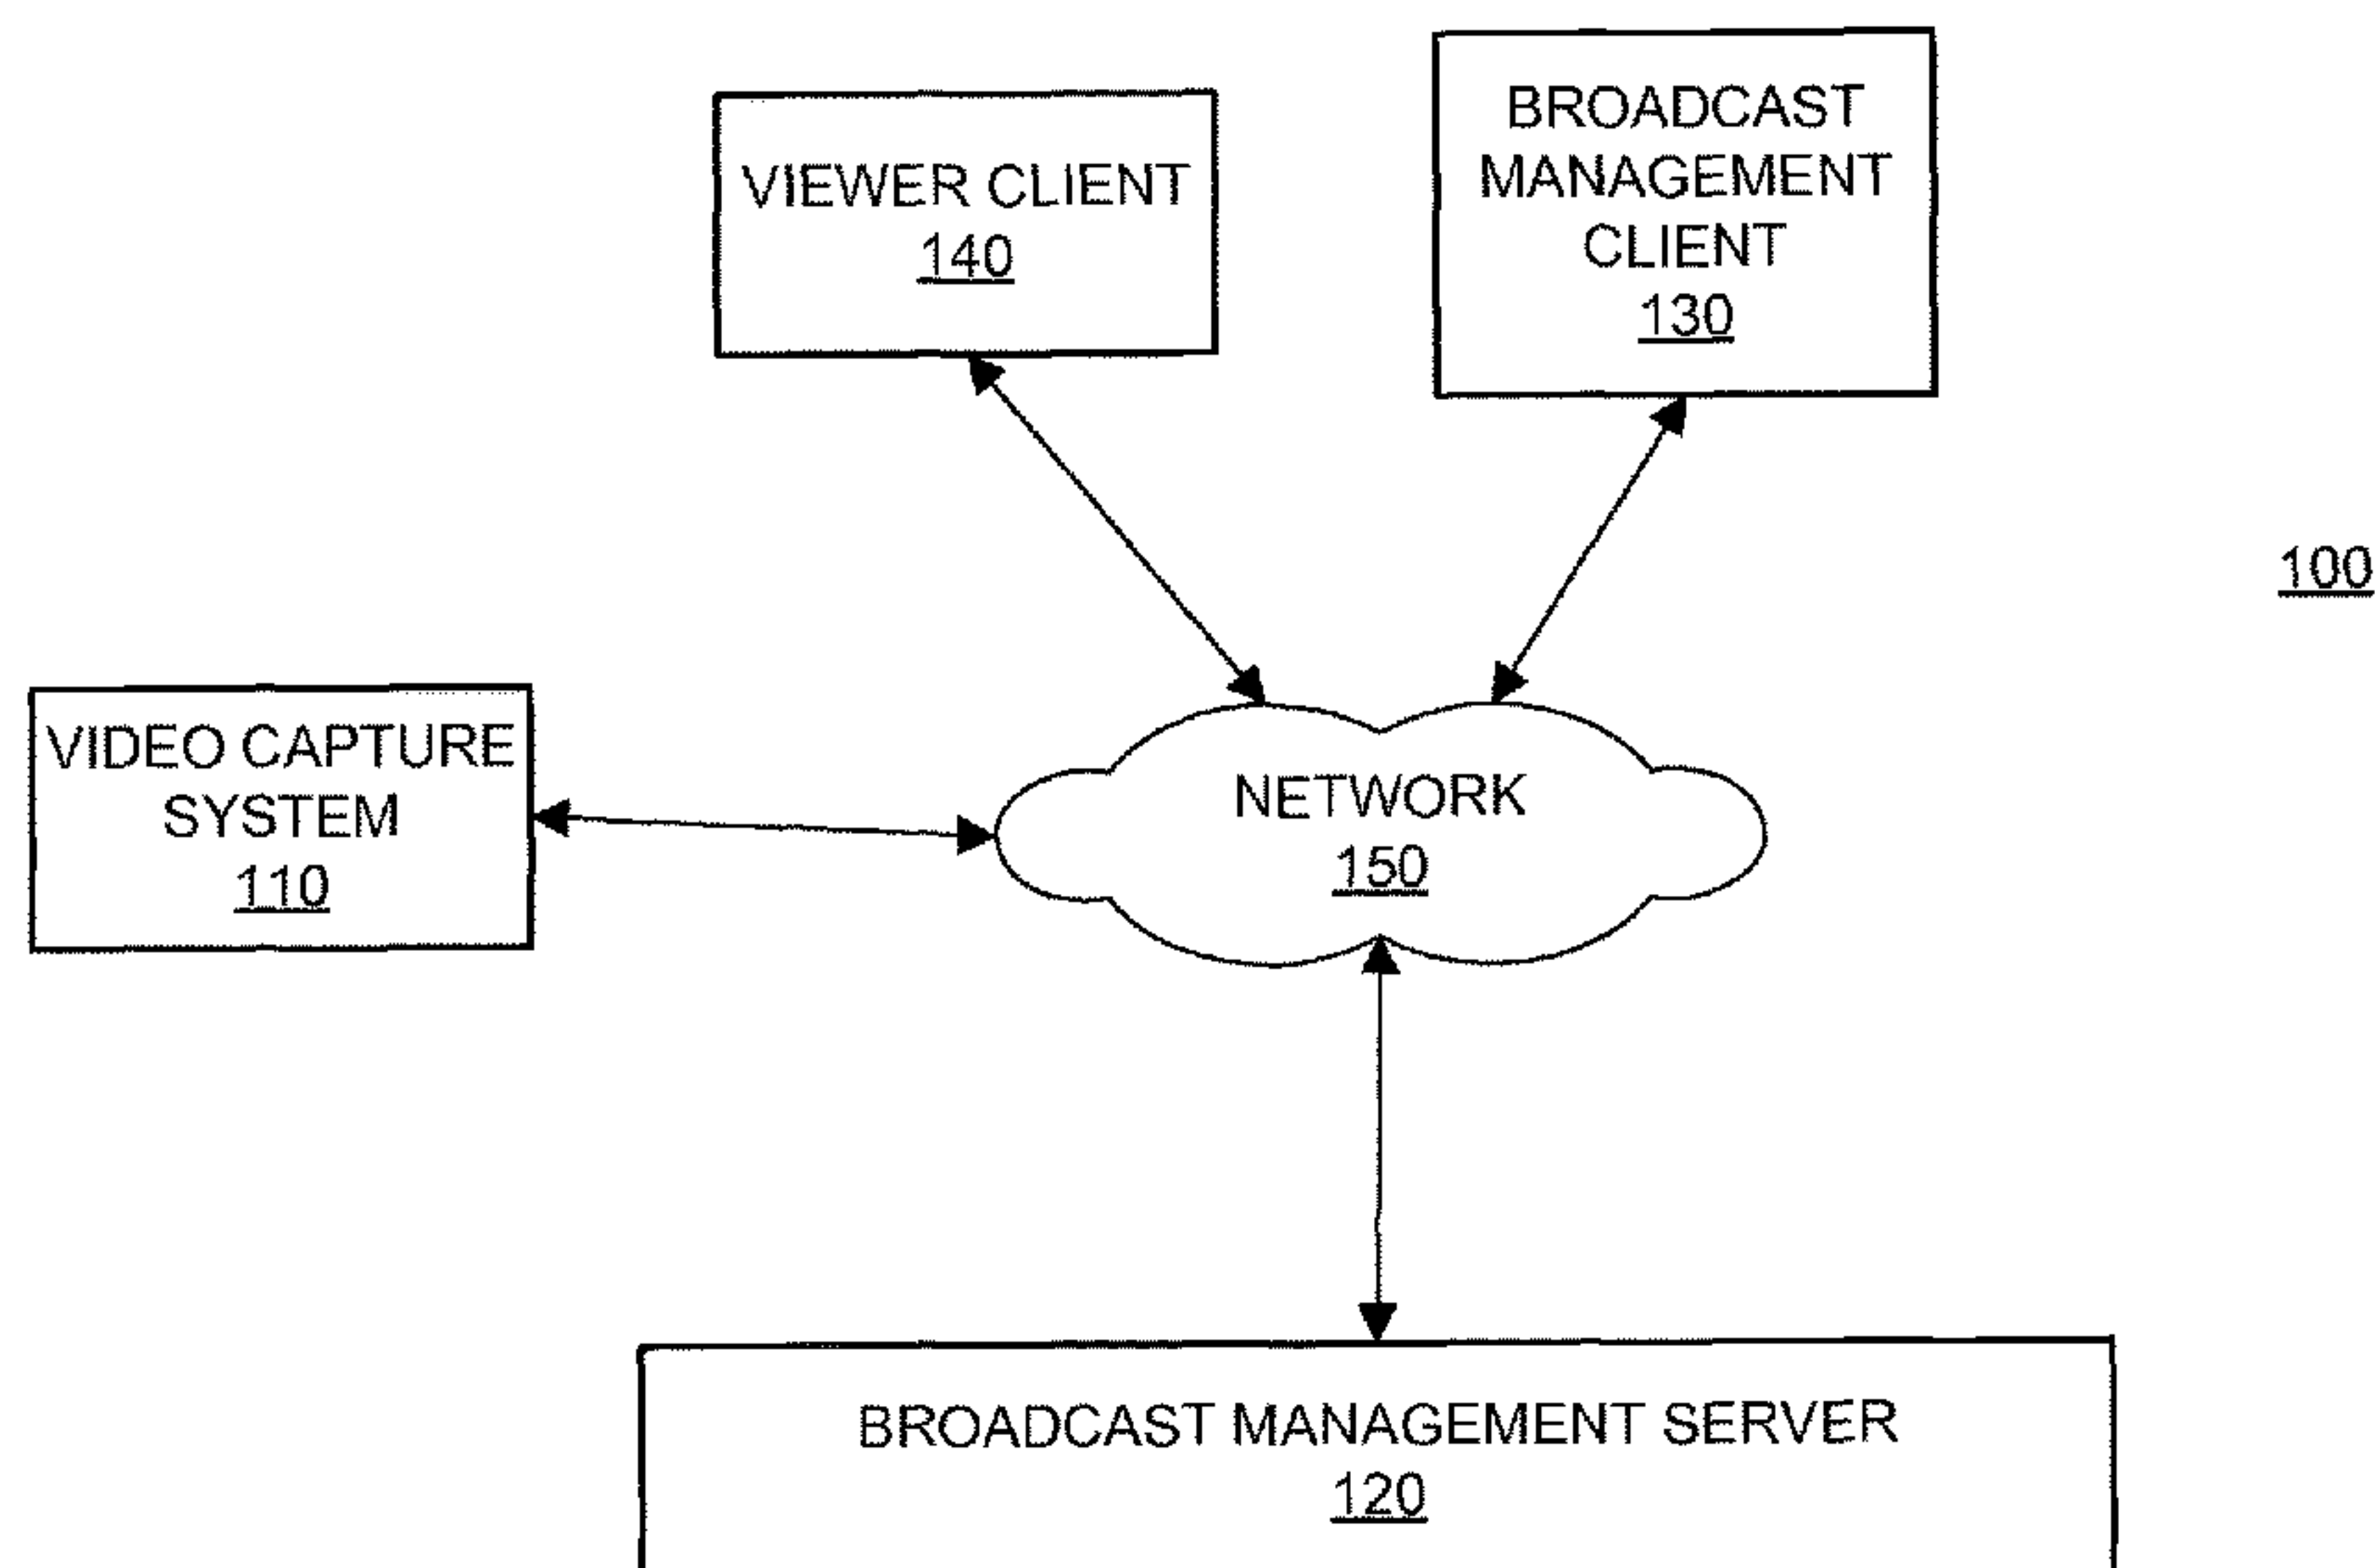 BROADCAST
MANAGEMENT
CLIENT
130
VIEWER CLIENT
140
100
VIDEO CAPTURE
SYSTEM
110
NETWORK
150
BROADCAST MANAGEMENT SERVER
120